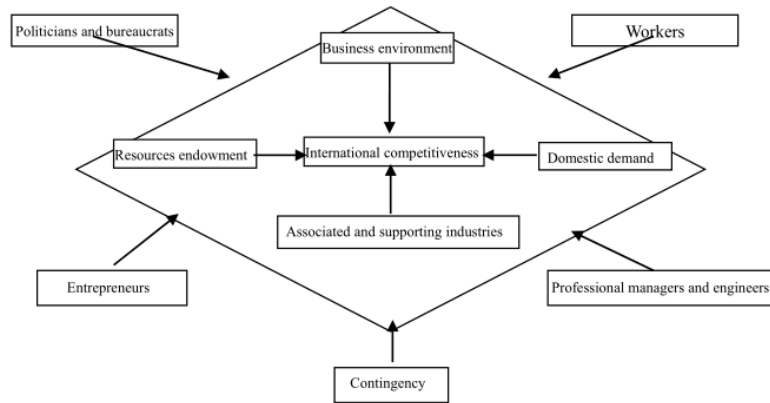 Politicians and bureaucrats
Workers
Business environment
Resources endowment
International competitiveness
Domestic demand
Associated and supporting industries
Entrepreneurs
Professional managers and engineers
Contingency